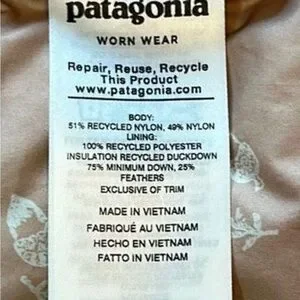 patagonia
WORN WEAR
Repair, Reuse, Recycle
This Product
www.patagonia.com
BODY:
51% RECYCLED NYLON, 49% NYLON
LINING:
100% RECYCLED POLYESTER
INSULATION RECYCLED DUCKDOWN
75% MINIMUM DOWN, 25%
FEATHERS
EXCLUSIVE OF TRIM
MADE IN VIETNAM
FABRIQUÉ AU VIETNAM
HECHO EN VIETNAM
FATTO IN VIETNAM